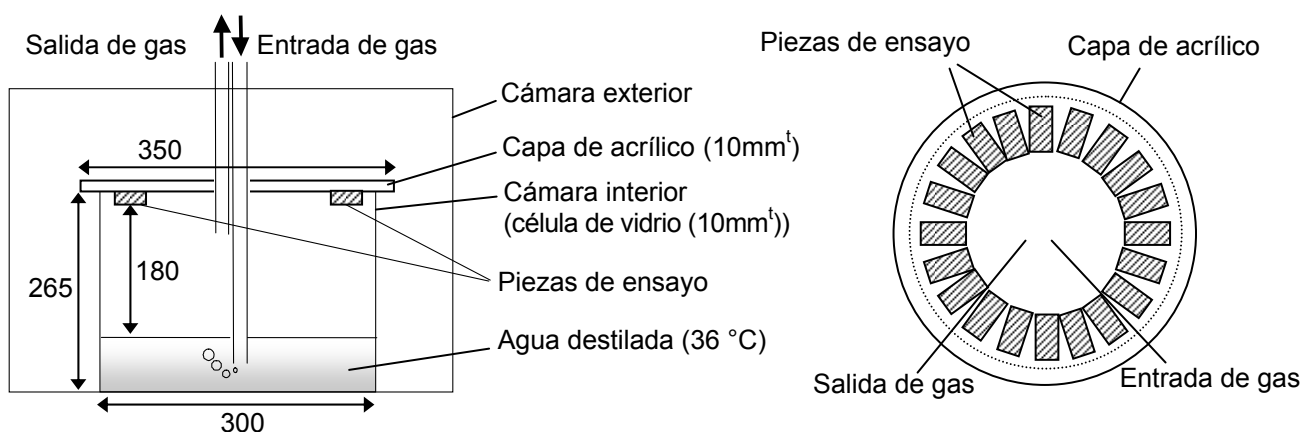 Salida de gas
Entrada de gas
Cámara exterior
350
Capa de acrílico (10mmᵗ)
Cámara interior
(célula de vidrio (10mmᵗ))
180
265
Piezas de ensayo
Agua destilada (36 °C)
300
Piezas de ensayo
Capa de acrílico
Salida de gas
Entrada de gas